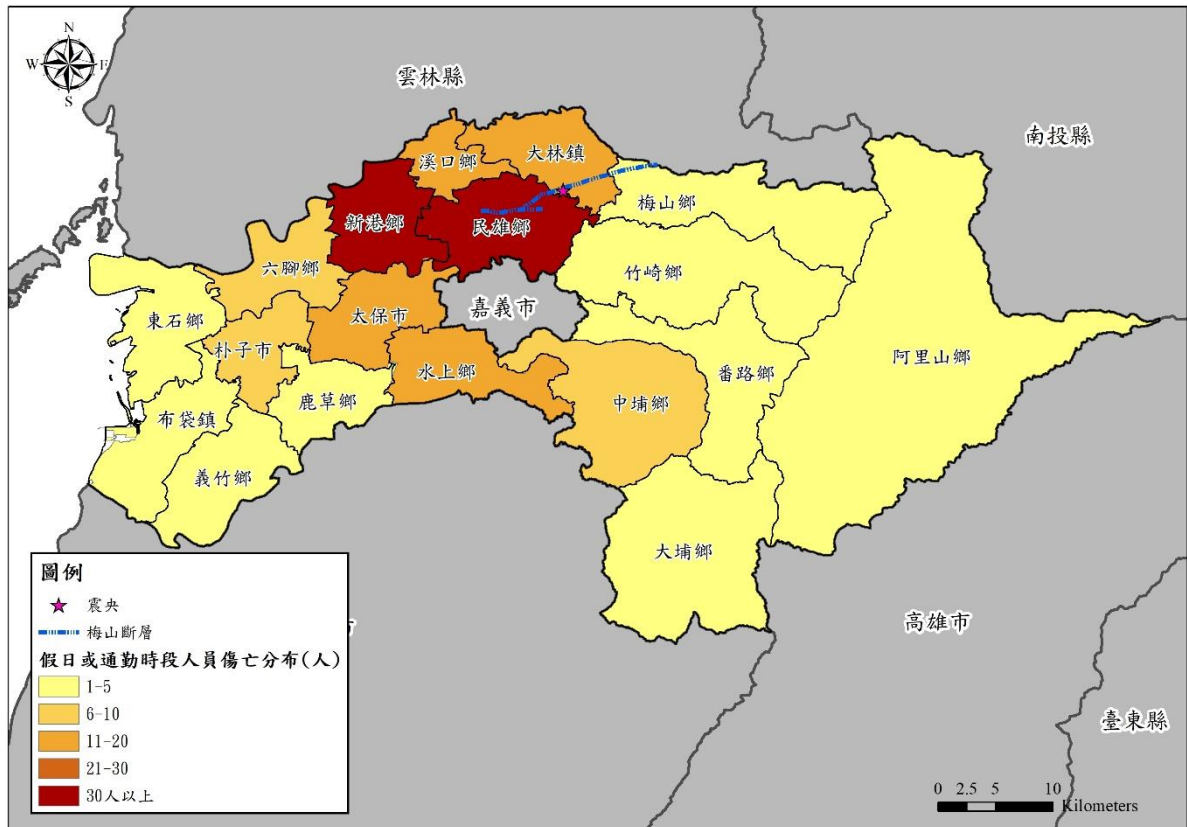 N
W
E
S
雲林縣
南投縣
溪口鄉
大林鎮
梅山鄉
新港鄉
民雄鄉
竹崎鄉
六腳鄉
嘉義市
太保市
東石鄉
朴子市
水上鄉
番路鄉
阿里山鄉
中埔鄉
鹿草鄉
布袋鎮
義竹鄉
大埔鄉
高雄市
臺東縣
市
圖例
震央
梅山斷層
假日或通勤時段人員傷亡分布(人)
1-5
6-10
11-20
21-30
30人以上
0 2.5 5 10
Kilometers